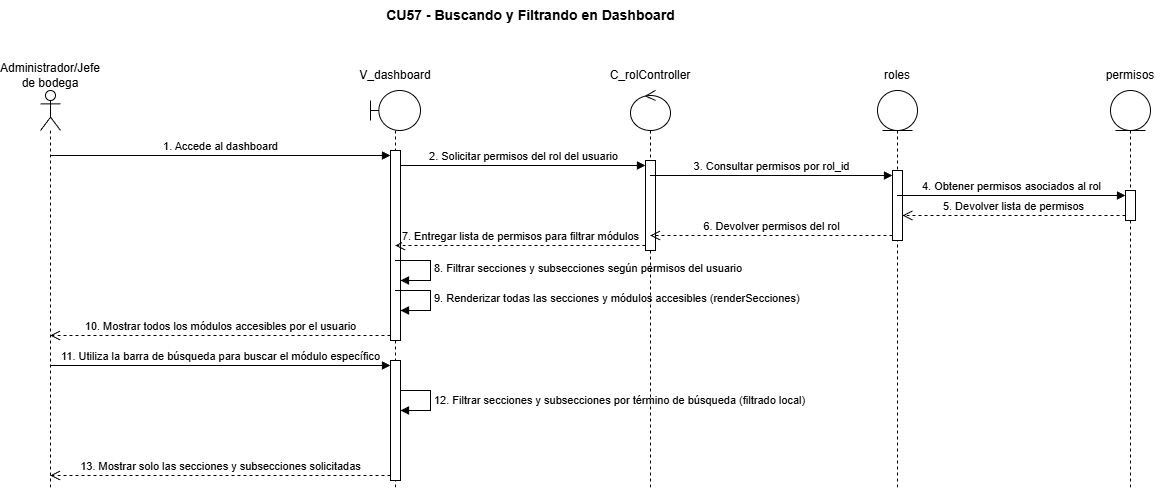 CU57 - Buscando y Filtrando en Dashboard
Administrador/Jefe
de bodega
V_dashboard
C_rolController
roles
permisos
1. Accede al dashboard
2. Solicitar permisos del rol del usuario
3. Consultar permisos por rol_id
4. Obtener permisos asociados al rol
5. Devolver lista de permisos
6. Devolver permisos del rol
7. Entregar lista de permisos para filtrar módulos
8. Filtrar secciones y subsecciones según permisos del usuario
9. Renderizar todas las secciones y módulos accesibles (renderSecciones)
10. Mostrar todos los módulos accesibles por el usuario
11. Utiliza la barra de búsqueda para buscar el módulo específico
12. Filtrar secciones y subsecciones por término de búsqueda (filtrado local)
13. Mostrar solo las secciones y subsecciones solicitadas